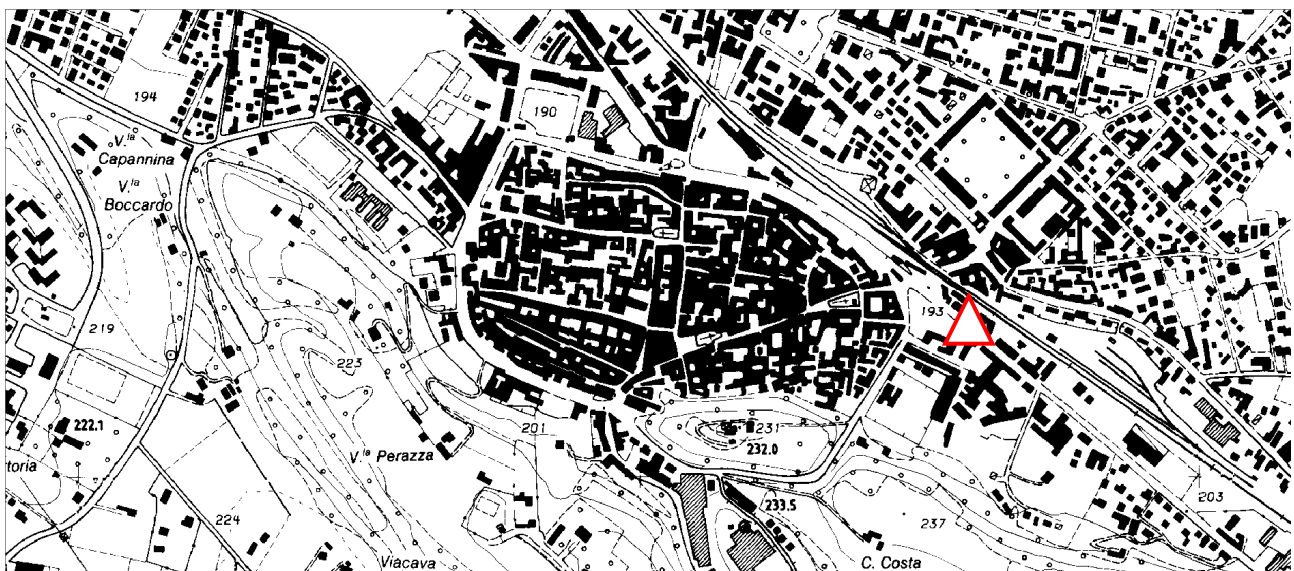 194
190
V.la
Capannina
V.la
Boccardo
193
219
223
222.1
toria
201
231
232.0
V.la Perazza
203
233.5
224
237
Viacava
C. Costa